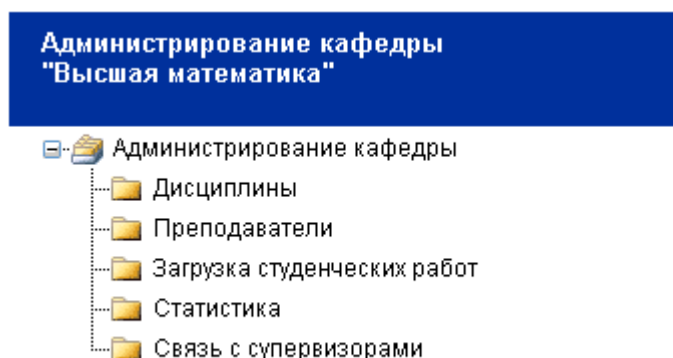 Администрирование кафедры
"Высшая математика"
Администрирование кафедры
Дисциплины
Преподаватели
Загрузка студенческих работ
Статистика
Связь с супервизорами